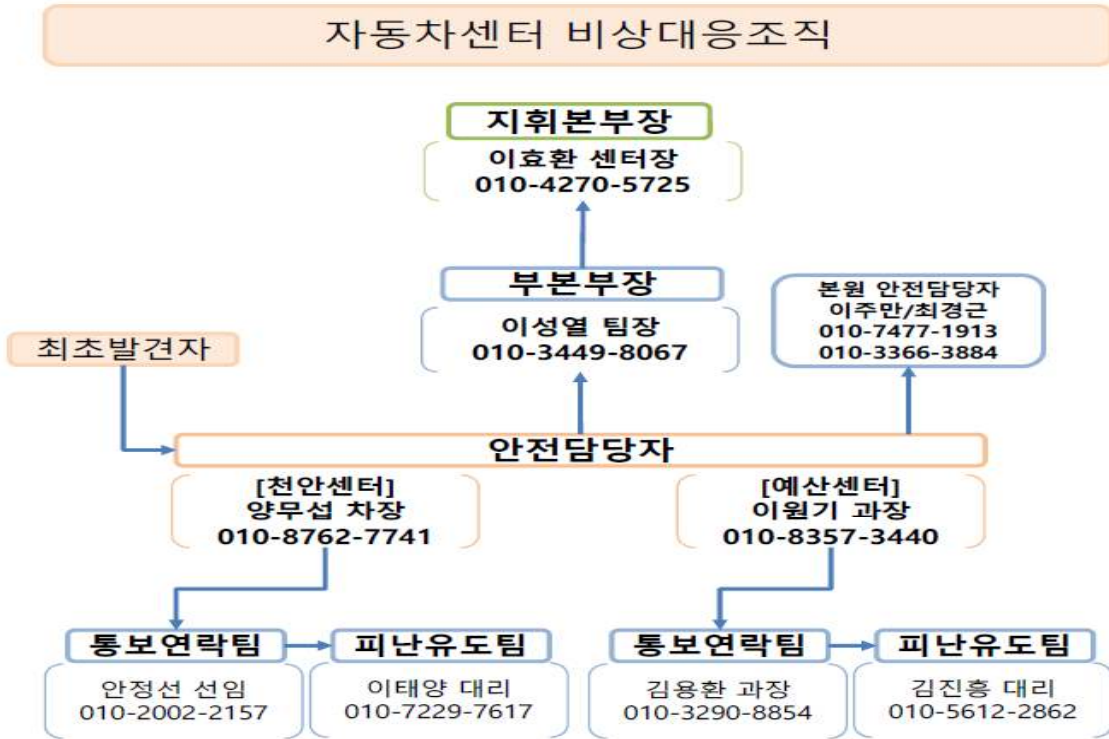 자동차센터 비상대응조직
지휘본부장
이효환 센터장
010-4270-5725
부본부장
이성열 팀장
010-3449-8067
본원 안전담당자
이주만/최경근
010-7477-1913
010-3366-3884
최초발견자
안전담당자
[천안센터]
양무섭 차장
010-8762-7741
[예산센터]
이원기 과장
010-8357-3440
통보연락팀
안정선 선임
010-2002-2157
피난유도팀
이태양 대리
010-7229-7617
통보연락팀
김용환 과장
010-3290-8854
피난유도팀
김진흥 대리
010-5612-2862